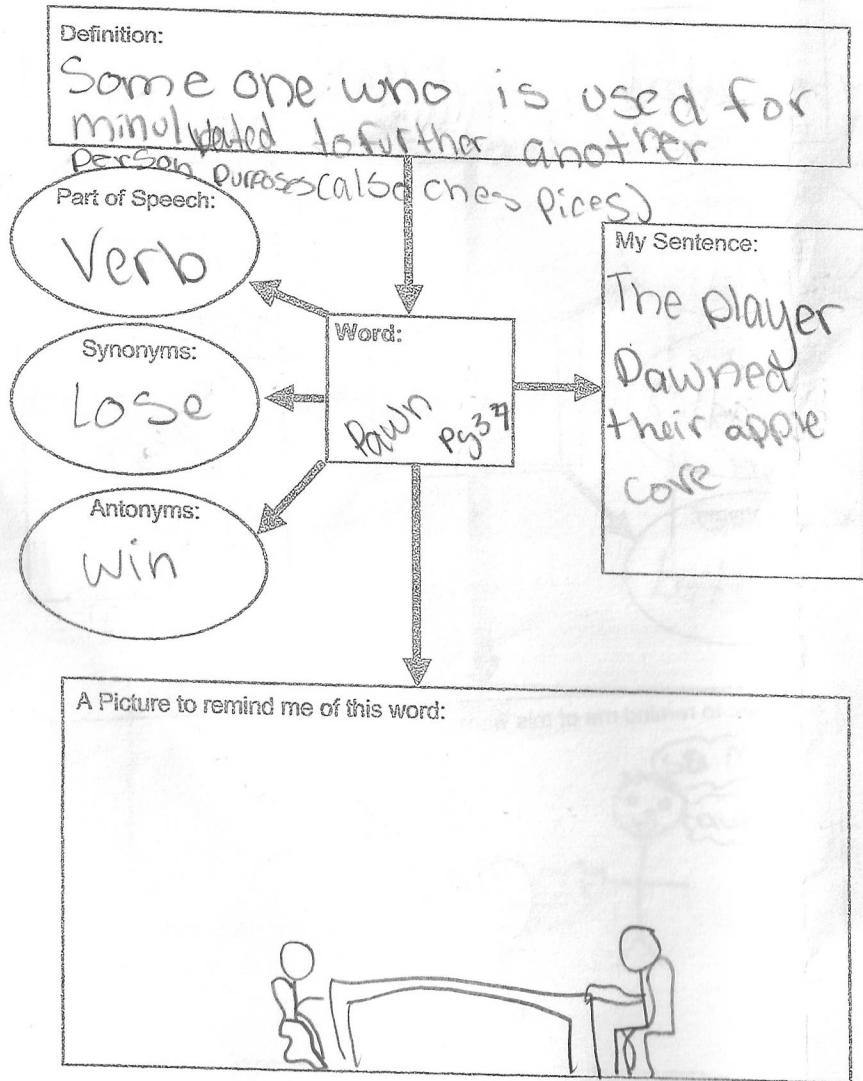 Definition:
Some one who is used for
minulpated to further another
person purposes (also ches pices)
Part of Speech:
Verb
Synonyms:
Lose
Antonyms:
win
Word:
Pawn pg37
My Sentence:
The player
Pawned
their apple
core
A Picture to remind me of this word: